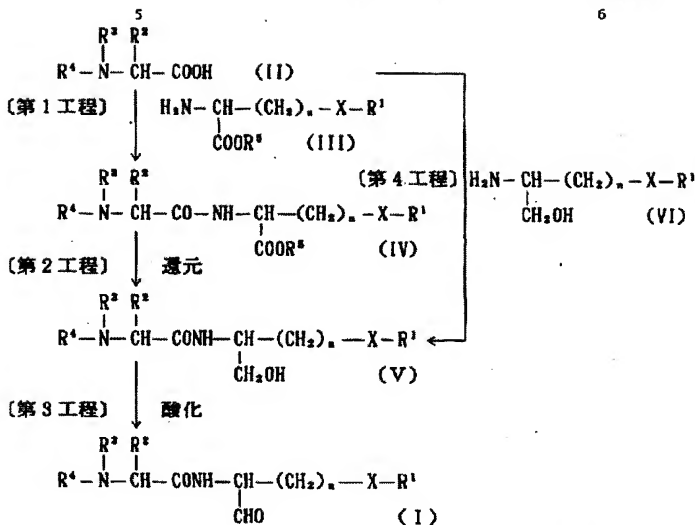 5 6
R³ R²
R⁴-N-CH-COOH (II)
〔第1工程〕 H₂N-CH-(CH₂)ₙ-X-R¹
COOR⁵ (III)
〔第4工程〕 H₂N-CH-(CH₂)ₙ-X-R¹
CH₂OH (VI)
R³ R²
R⁴-N-CH-CO-NH-CH-(CH₂)ₙ-X-R¹
COOR⁵ (IV)
〔第2工程〕 還元
R³ R²
R⁴-N-CH-CONH-CH-(CH₂)ₙ-X-R¹
CH₂OH (V)
〔第3工程〕 酸化
R³ R²
R⁴-N-CH-CONH-CH-(CH₂)ₙ-X-R¹
CHO (I)